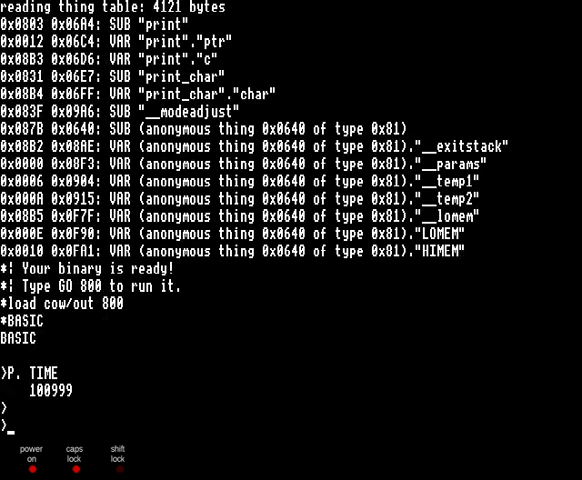 reading thing table: 4121 bytes
0x0803 0x06A4: SUB "print"
0x0012 0x06C4: VAR "print"."ptr"
0x08B3 0x06D6: VAR "print"."c"
0x0831 0x06E7: SUB "print_char"
0x08B4 0x06FF: VAR "print_char"."char"
0x083F 0x09A6: SUB "__modeadjust"
0x087B 0x0640: SUB (anonymous thing 0x0640 of type 0x81)
0x08B2 0x08AE: VAR (anonymous thing 0x0640 of type 0x81)."__exitstack"
0x0000 0x08F3: VAR (anonymous thing 0x0640 of type 0x81)."__params"
0x0006 0x0904: VAR (anonymous thing 0x0640 of type 0x81)."__temp1"
0x000A 0x0915: VAR (anonymous thing 0x0640 of type 0x81)."__temp2"
0x08B5 0x0F7F: VAR (anonymous thing 0x0640 of type 0x81)."__lomem"
0x000E 0x0F90: VAR (anonymous thing 0x0640 of type 0x81)."LOMEM"
0x0010 0x0FA1: VAR (anonymous thing 0x0640 of type 0x81)."HIMEM"
*| Your binary is ready!
*| Type GO 800 to run it.
*load cow/out 800
*BASIC
BASIC
>P. TIME
100999
>
>_
power on
caps lock
shift lock